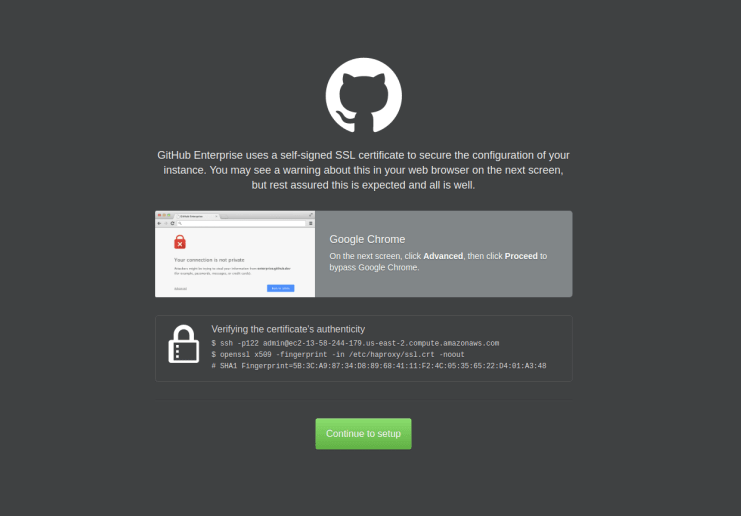 GitHub Enterprise uses a self-signed SSL certificate to secure the configuration of your
instance. You may see a warning about this in your web browser on the next screen,
but rest assured this is expected and all is well.
Your connection is not private
Google Chrome
On the next screen, click Advanced, then click Proceed to
bypass Google Chrome.
Verifying the certificate's authenticity
$ ssh -p122 admin@ec2-13-58-244-179.us-east-2.compute.amazonaws.com
$ openssl x509 -fingerprint -in /etc/haproxy/ssl.crt -noout
# SHA1 Fingerprint=5B:3C:A9:87:34:D8:89:68:41:11:F2:4C:05:35:65:22:D4:01:A3:48
Continue to setup